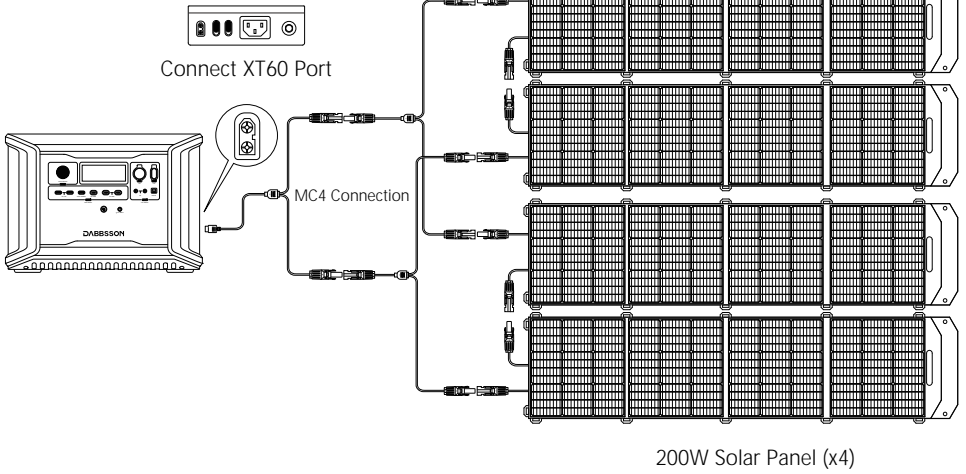 Connect XT60 Port
MC4 Connection
DABBSSON
200W Solar Panel (x4)